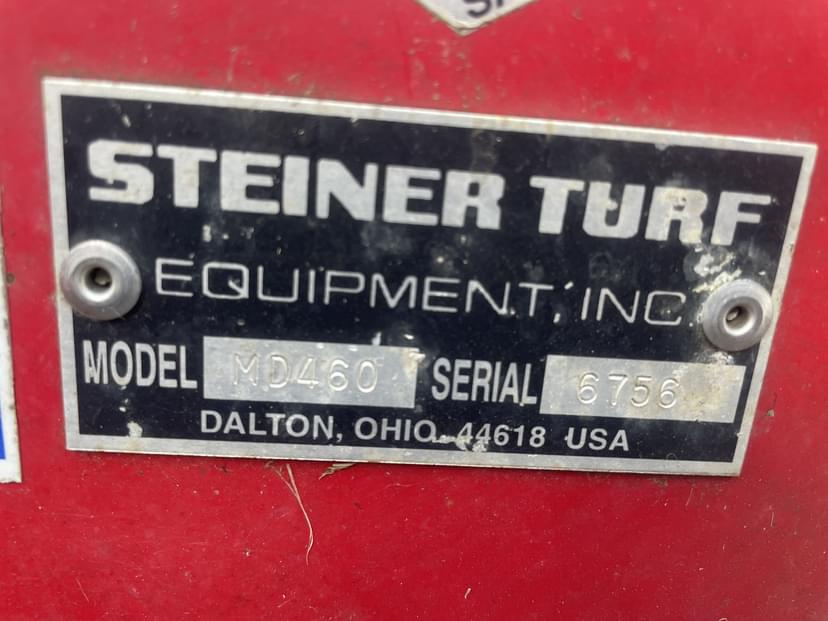 STEINER TURF
EQUIPMENT, INC.
MODEL MD460 SERIAL 6756
DALTON, OHIO 44618 USA